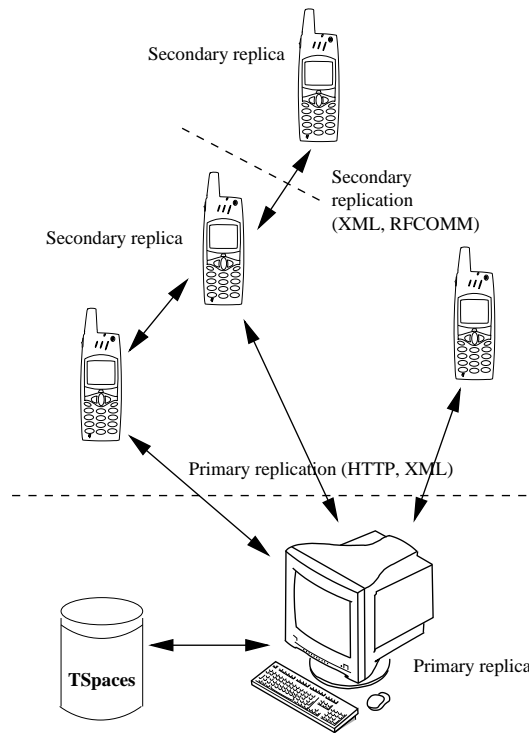 Secondary replica
Secondary
replication
(XML, RFCOMM)
Secondary replica
Primary replication (HTTP, XML)
TSpaces
Primary replica